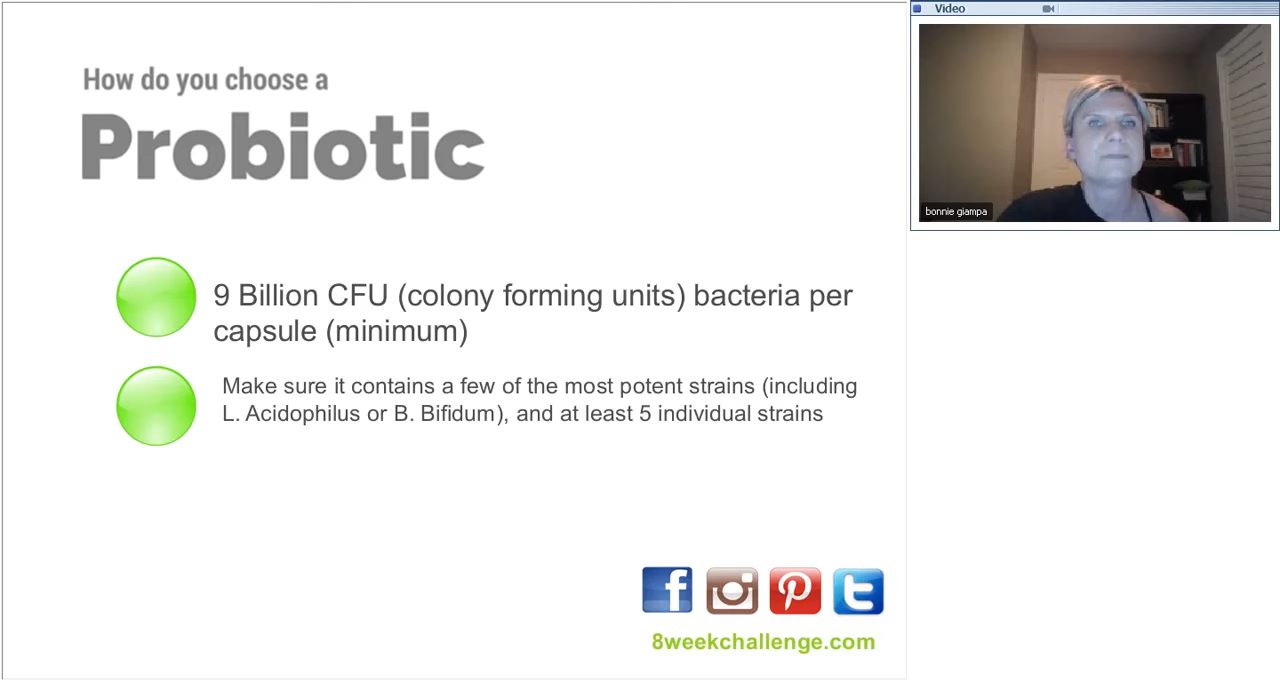 How do you choose a
Probiotic
9 Billion CFU (colony forming units) bacteria per
capsule (minimum)
Make sure it contains a few of the most potent strains (including
L. Acidophilus or B. Bifidum), and at least 5 individual strains
8weekchallenge.com
Video
bonnie giampa